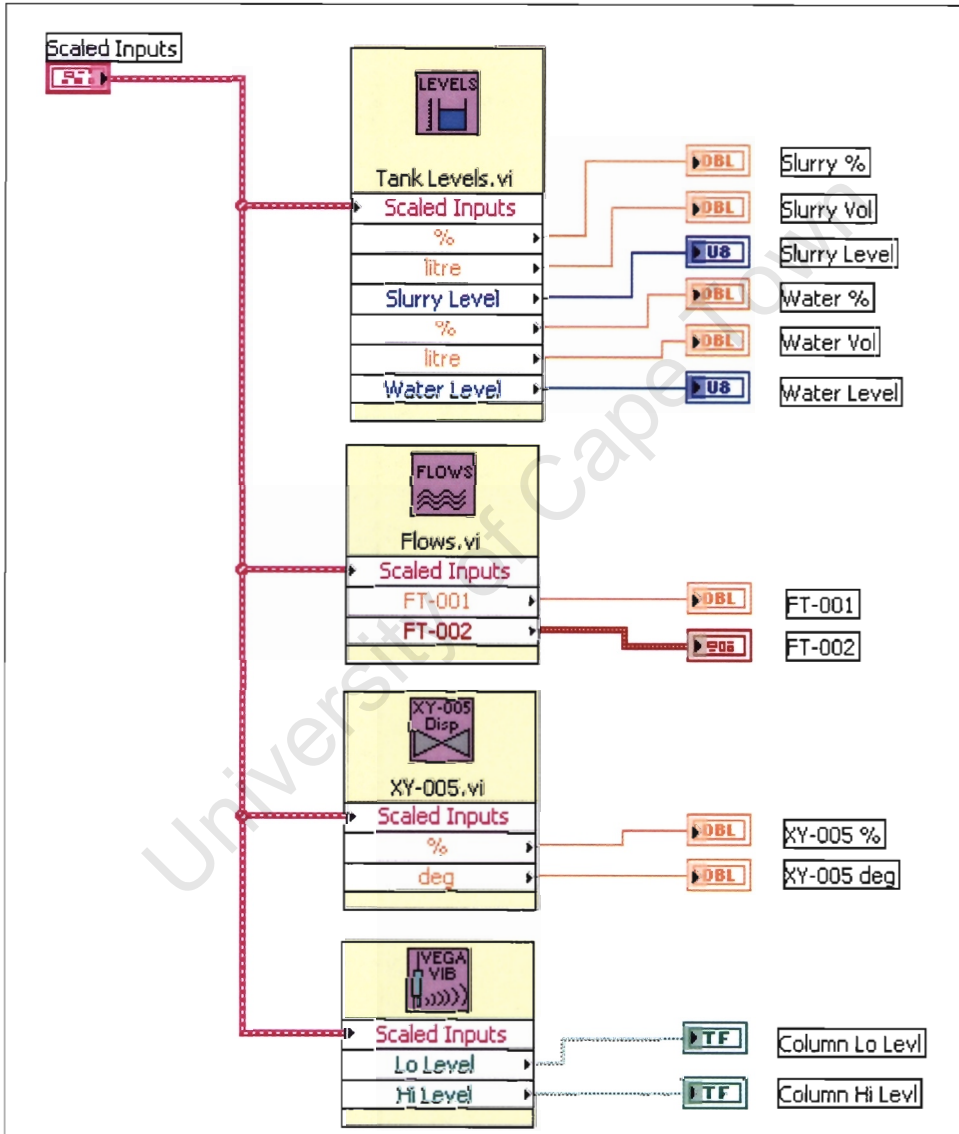 Scaled Inputs
LEVELS
Tank Levels.vi
Scaled Inputs
%
litre
Slurry Level
%
litre
Water Level
DBL
Slurry %
DBL
Slurry Vol
U8
Slurry Level
DBL
Water %
DBL
Water Vol
U8
Water Level
FLOWS
Flows.vi
Scaled Inputs
FT-001
FT-002
DBL
FT-001
FT-002
XY-005
Disp
XY-005.vi
Scaled Inputs
%
deg
DBL
XY-005 %
DBL
XY-005 deg
VEGA
VIB
Scaled Inputs
Lo Level
Hi Level
TF
Column Lo Levl
TF
Column Hi Levl
University of Cape Town